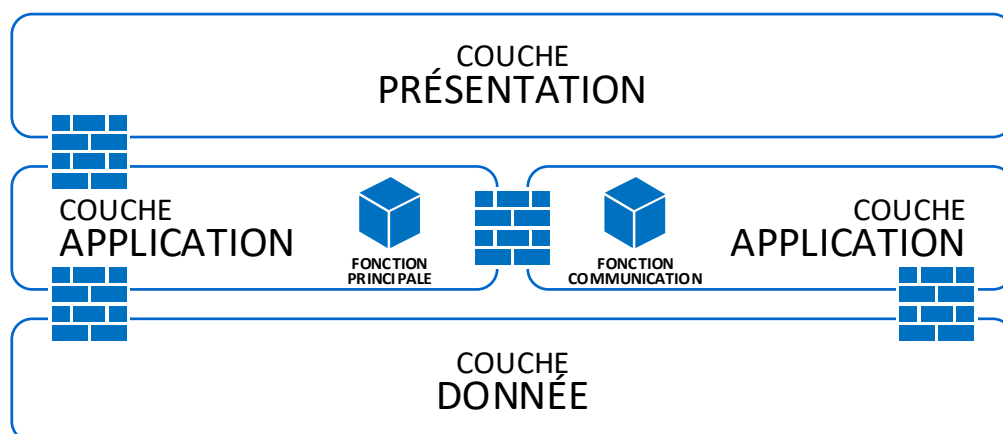 COUCHE
PRÉSENTATION
COUCHE
APPLICATION
FONCTION
PRINCIPALE
FONCTION
COMMUNICATION
COUCHE
APPLICATION
COUCHE
DONNÉE